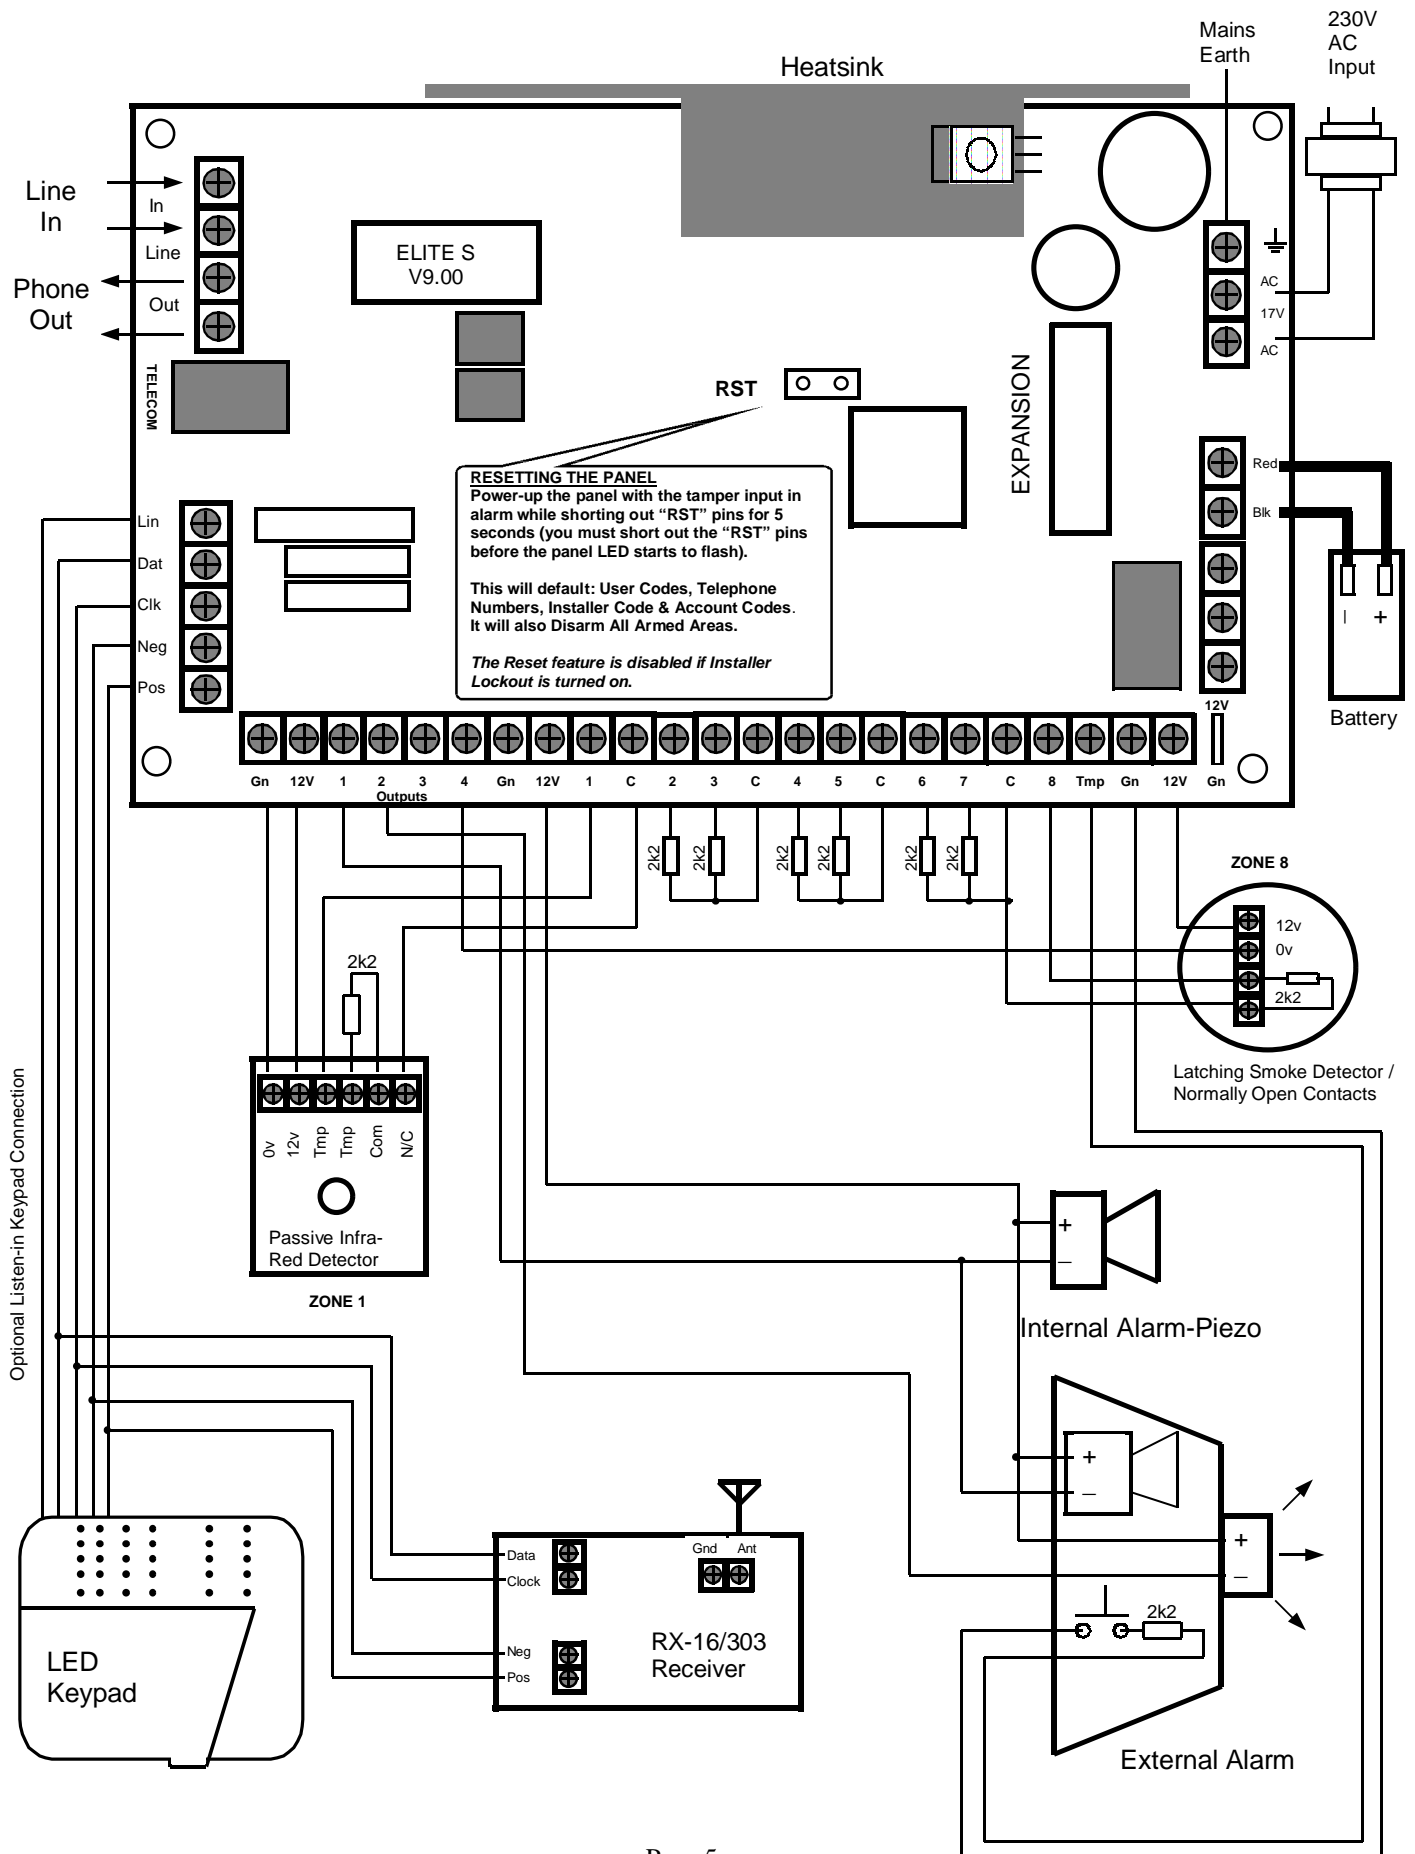 230V
AC
Input
Mains
Earth
Heatsink
Line
In
In
Line
Phone
Out
Out
TELECOM
ELITE S
V9.00
AC
17V
AC
EXPANSION
RST
RESETTING THE PANEL
Power-up the panel with the tamper input in
alarm while shorting out “RST” pins for 5
seconds (you must short out the “RST” pins
before the panel LED starts to flash).
This will default: User Codes, Telephone
Numbers, Installer Code & Account Codes.
It will also Disarm All Armed Areas.
The Reset feature is disabled if Installer
Lockout is turned on.
Red
Blk
– +
Battery
Lin
Dat
Clk
Neg
Pos
12V
Gn 12V 1 2 3 4 Gn 12V 1 C 2 3 C 4 5 C 6 7 C 8 Tmp Gn 12V Gn
Outputs
2k2 2k2 2k2 2k2 2k2 2k2
ZONE 8
12v
0v
2k2
Latching Smoke Detector /
Normally Open Contacts
2k2
0v 12v Tmp Tmp Com N/C
Passive Infra-
Red Detector
ZONE 1
Optional Listen-in Keypad Connection
+
–
Internal Alarm-Piezo
+
–
+
–
2k2
External Alarm
Data
Clock
Neg
Pos
Gnd Ant
RX-16/303
Receiver
LED
Keypad